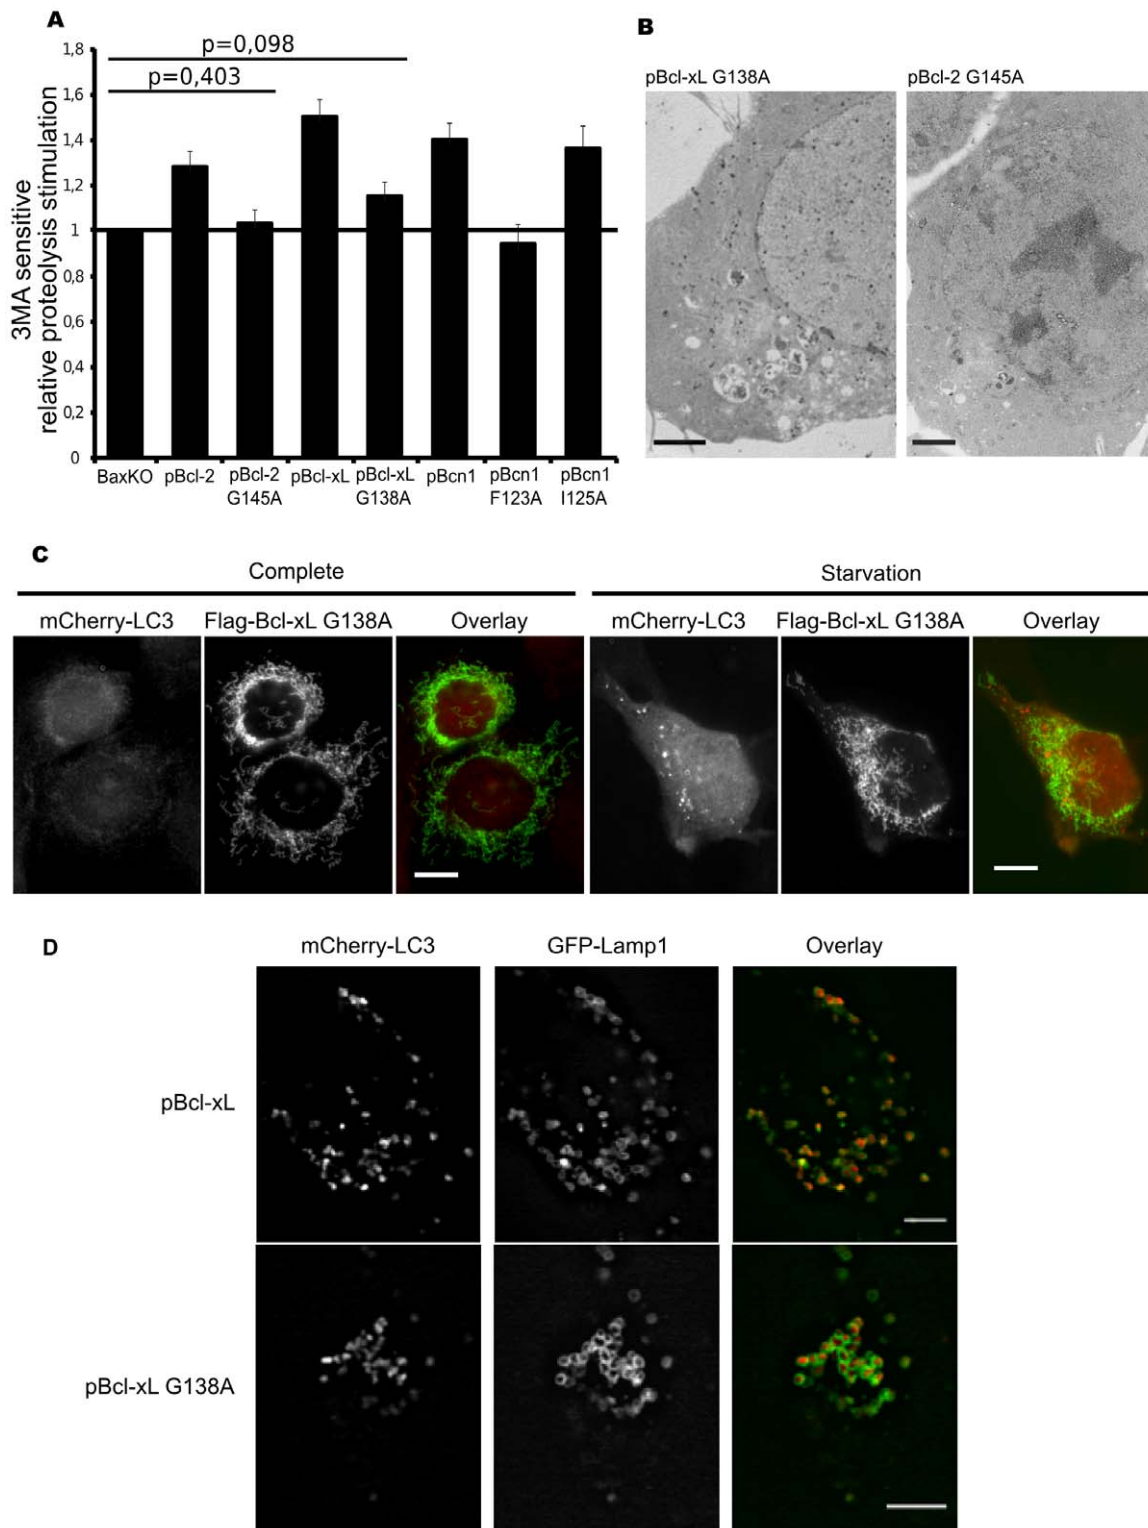 A
p=0,098
p=0,403
3MA sensitive
relative proteolysis stimulation
1,8
1,6
1,4
1,2
1
0,8
0,6
0,4
0,2
0
BaxKO pBcl-2 pBcl-2 pBcl-xL pBcl-xL pBcn1 pBcn1 pBcn1
G145A G138A F123A I125A
B
pBcl-xL G138A pBcl-2 G145A
C
Complete Starvation
mCherry-LC3 Flag-Bcl-xL G138A Overlay mCherry-LC3 Flag-Bcl-xL G138A Overlay
D
mCherry-LC3 GFP-Lamp1 Overlay
pBcl-xL
pBcl-xL G138A